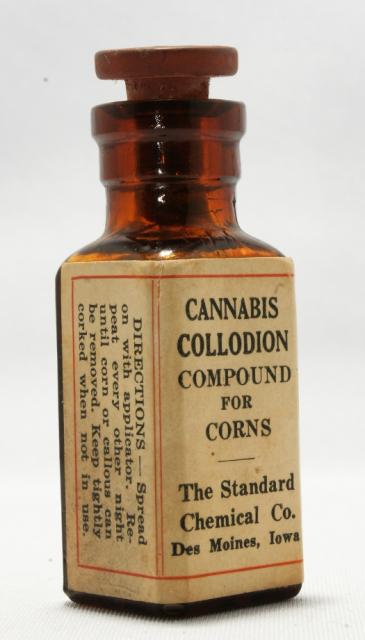 CANNABIS
COLLODION
COMPOUND
FOR
CORNS
The Standard
Chemical Co.
Des Moines, Iowa
DIRECTIONS — Spread
on with applicator. Re-
peat every other night
until corn or callous can
be removed. Keep tightly
corked when not in use.